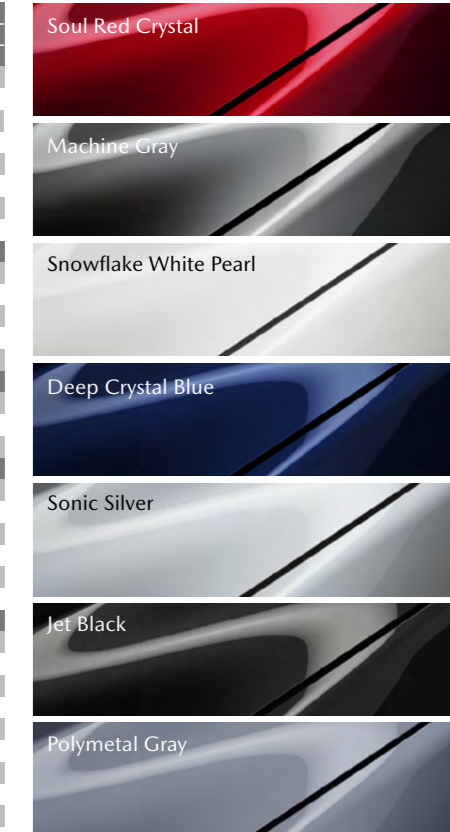 Soul Red Crystal
Machine Gray
Snowflake White Pearl
Deep Crystal Blue
Sonic Silver
Jet Black
Polymetal Gray